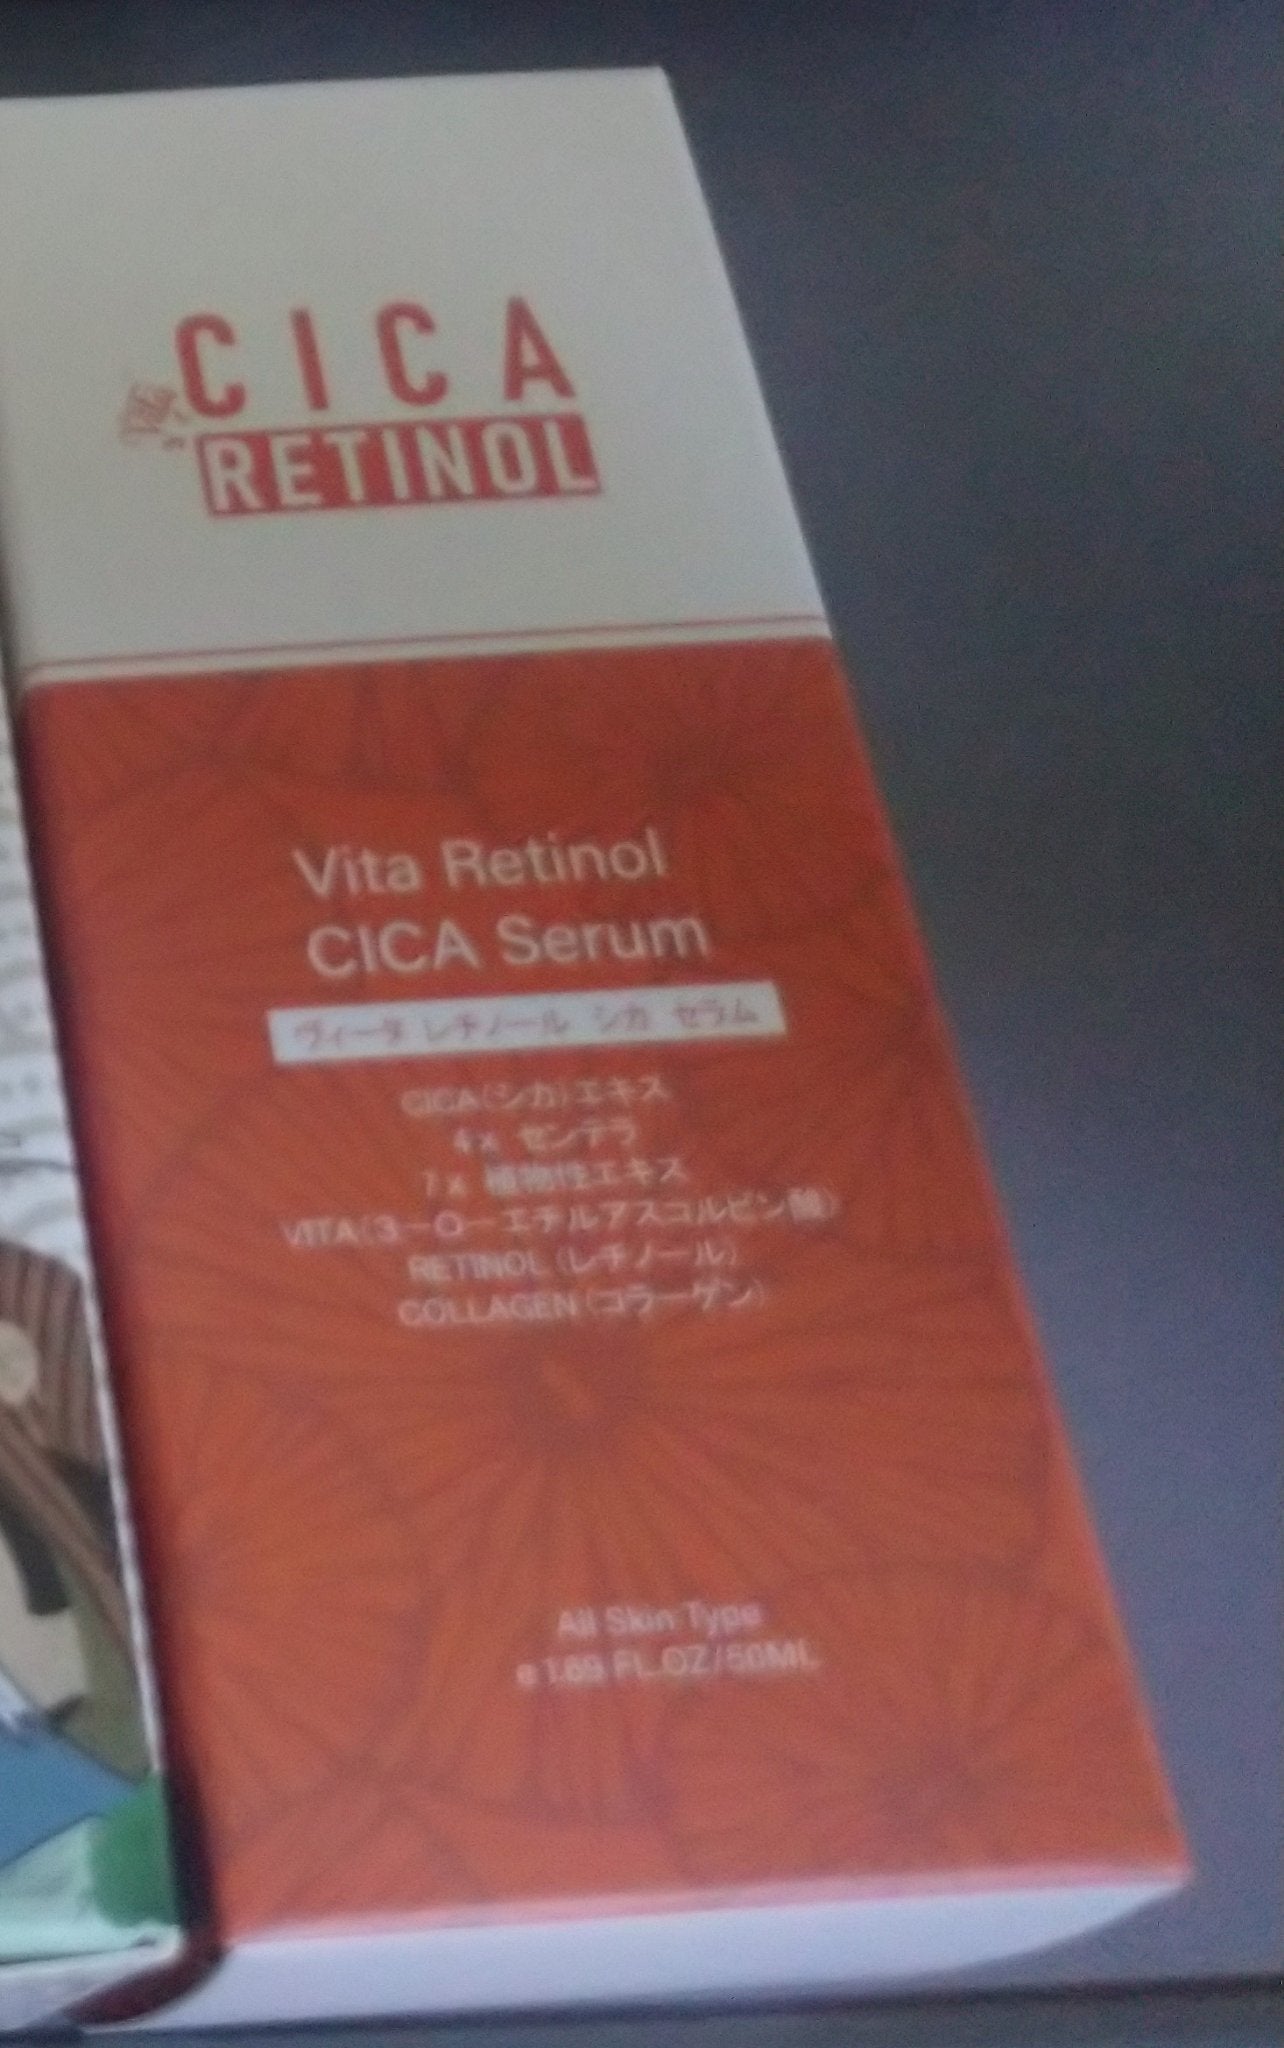 CICA
Vita
RETINOL
Vita Retinol
CICA Serum
ヴィータ レチノール シカ セラム
CICA(シカ)エキス
4x センテラ
7x 植物性エキス
VITA(3－O－エチルアスコルビン酸)
RETINOL(レチノール)
COLLAGEN(コラーゲン)
All Skin Type
e 1.69 FL.OZ/50ML